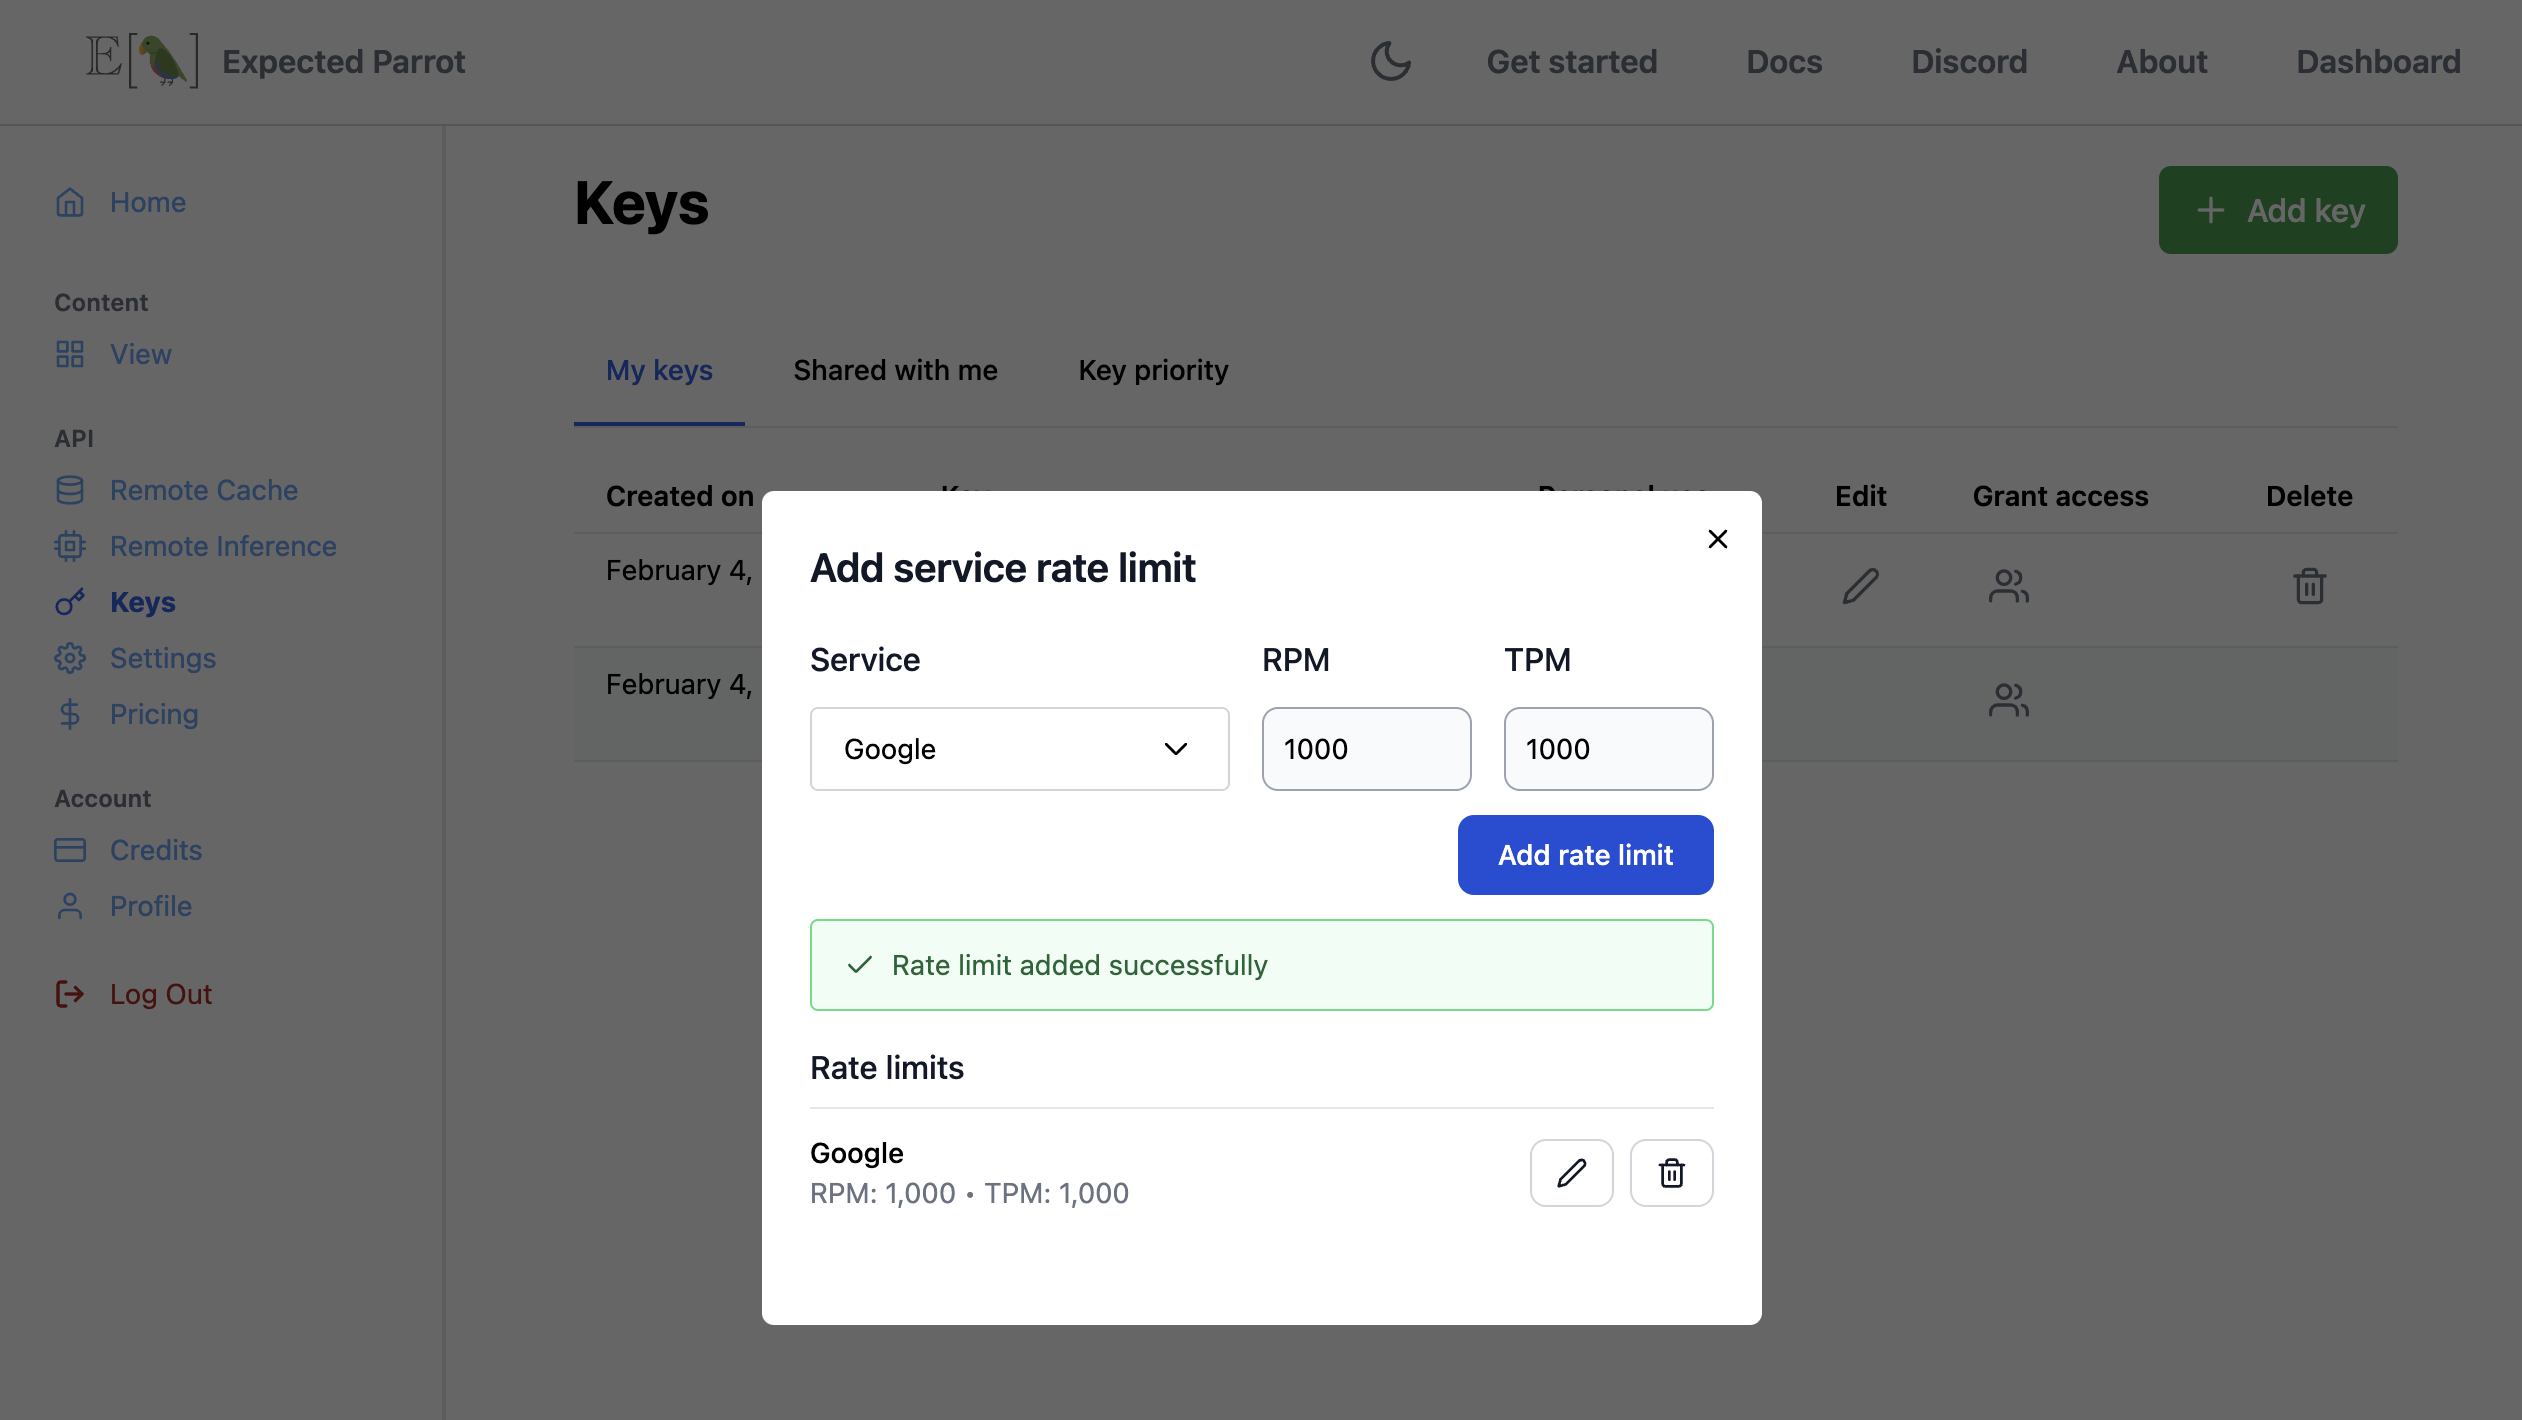 E[ ] Expected Parrot
Get started
Docs
Discord
About
Dashboard
Home
Content
View
API
Remote Cache
Remote Inference
Keys
Settings
Pricing
Account
Credits
Profile
Log Out
Keys
+ Add key
My keys
Shared with me
Key priority
Created on
Edit
Grant access
Delete
February 4,
February 4,
Add service rate limit
Service
RPM
TPM
Google
1000
1000
Add rate limit
Rate limit added successfully
Rate limits
Google
RPM: 1,000 • TPM: 1,000